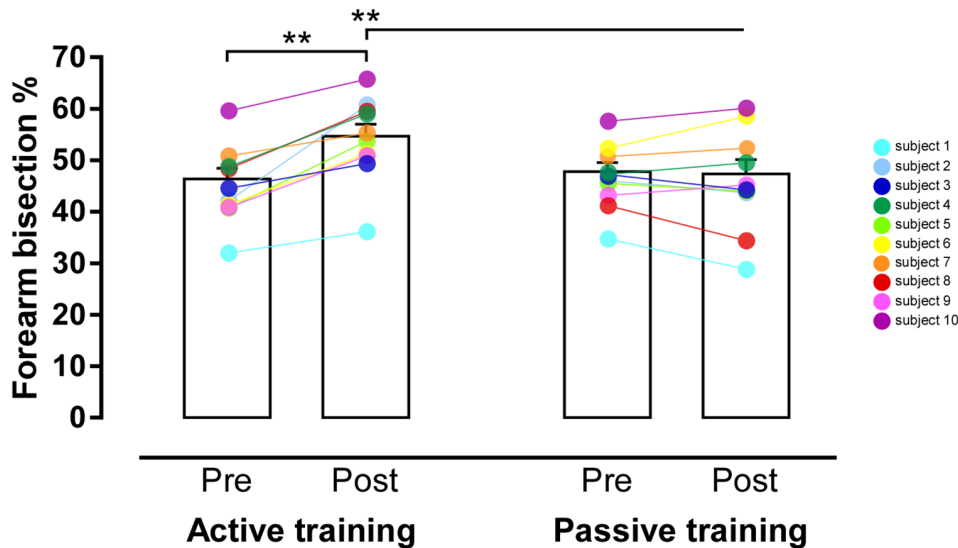 **
**
Forearm bisection %
70
60
50
40
30
20
10
0
subject 1
subject 2
subject 3
subject 4
subject 5
subject 6
subject 7
subject 8
subject 9
subject 10
Pre Post Pre Post
Active training Passive training